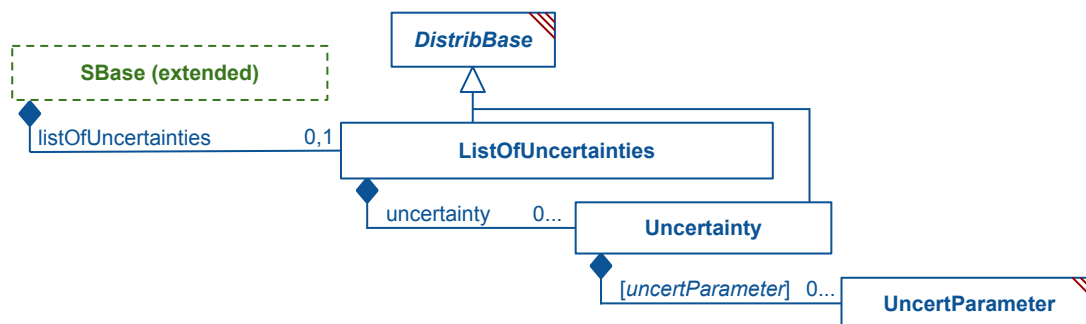 DistribBase
SBase (extended)
listOfUncertainties 0,1
ListOfUncertainties
uncertainty 0...
Uncertainty
[uncertParameter] 0...
UncertParameter